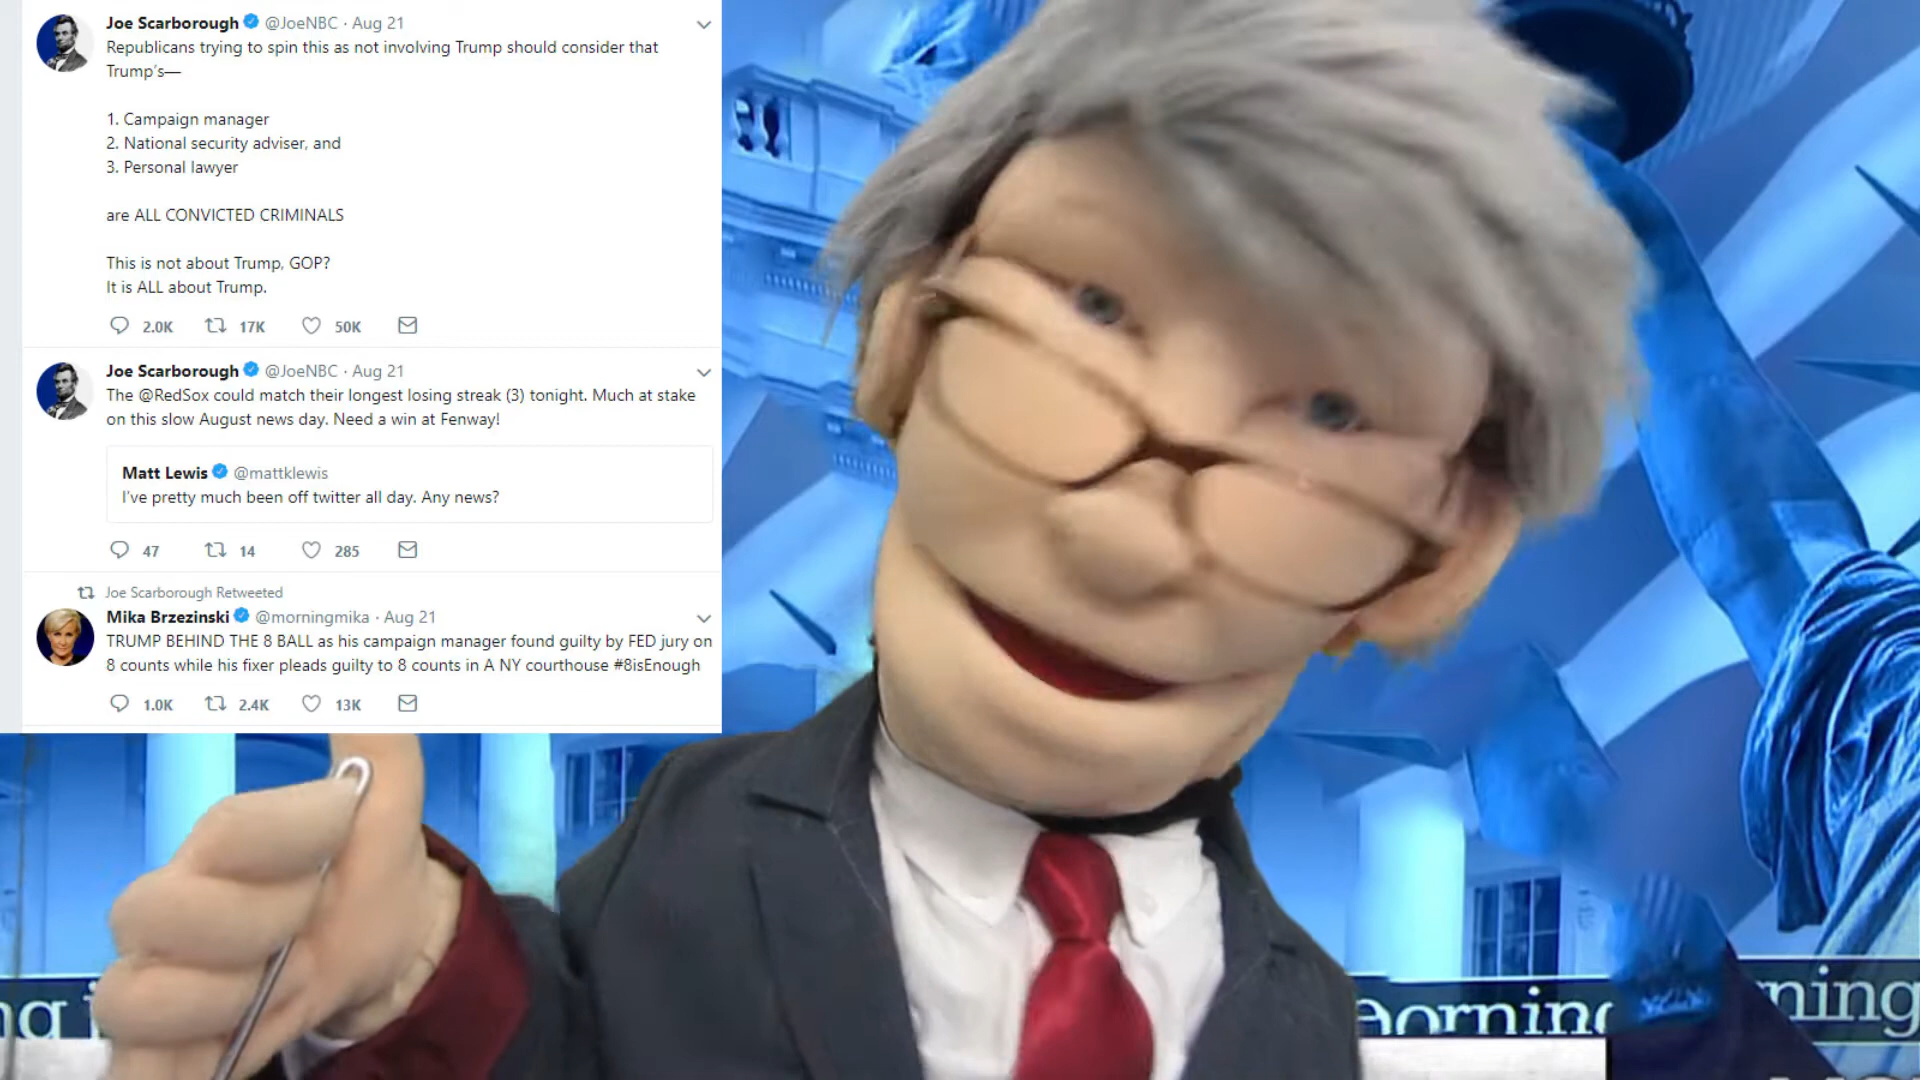 Joe Scarborough @JoeNBC · Aug 21
Republicans trying to spin this as not involving Trump should consider that
Trump's—
1. Campaign manager
2. National security adviser, and
3. Personal lawyer
are ALL CONVICTED CRIMINALS
This is not about Trump, GOP?
It is ALL about Trump.
2.0K 17K 50K
Joe Scarborough @JoeNBC · Aug 21
The @RedSox could match their longest losing streak (3) tonight. Much at stake
on this slow August news day. Need a win at Fenway!
Matt Lewis @mattklewis
I've pretty much been off twitter all day. Any news?
47 14 285
Joe Scarborough Retweeted
Mika Brzezinski @morningmika · Aug 21
TRUMP BEHIND THE 8 BALL as his campaign manager found guilty by FED jury on
8 counts while his fixer pleads guilty to 8 counts in A NY courthouse #8isEnough
1.0K 2.4K 13K
orning
ning